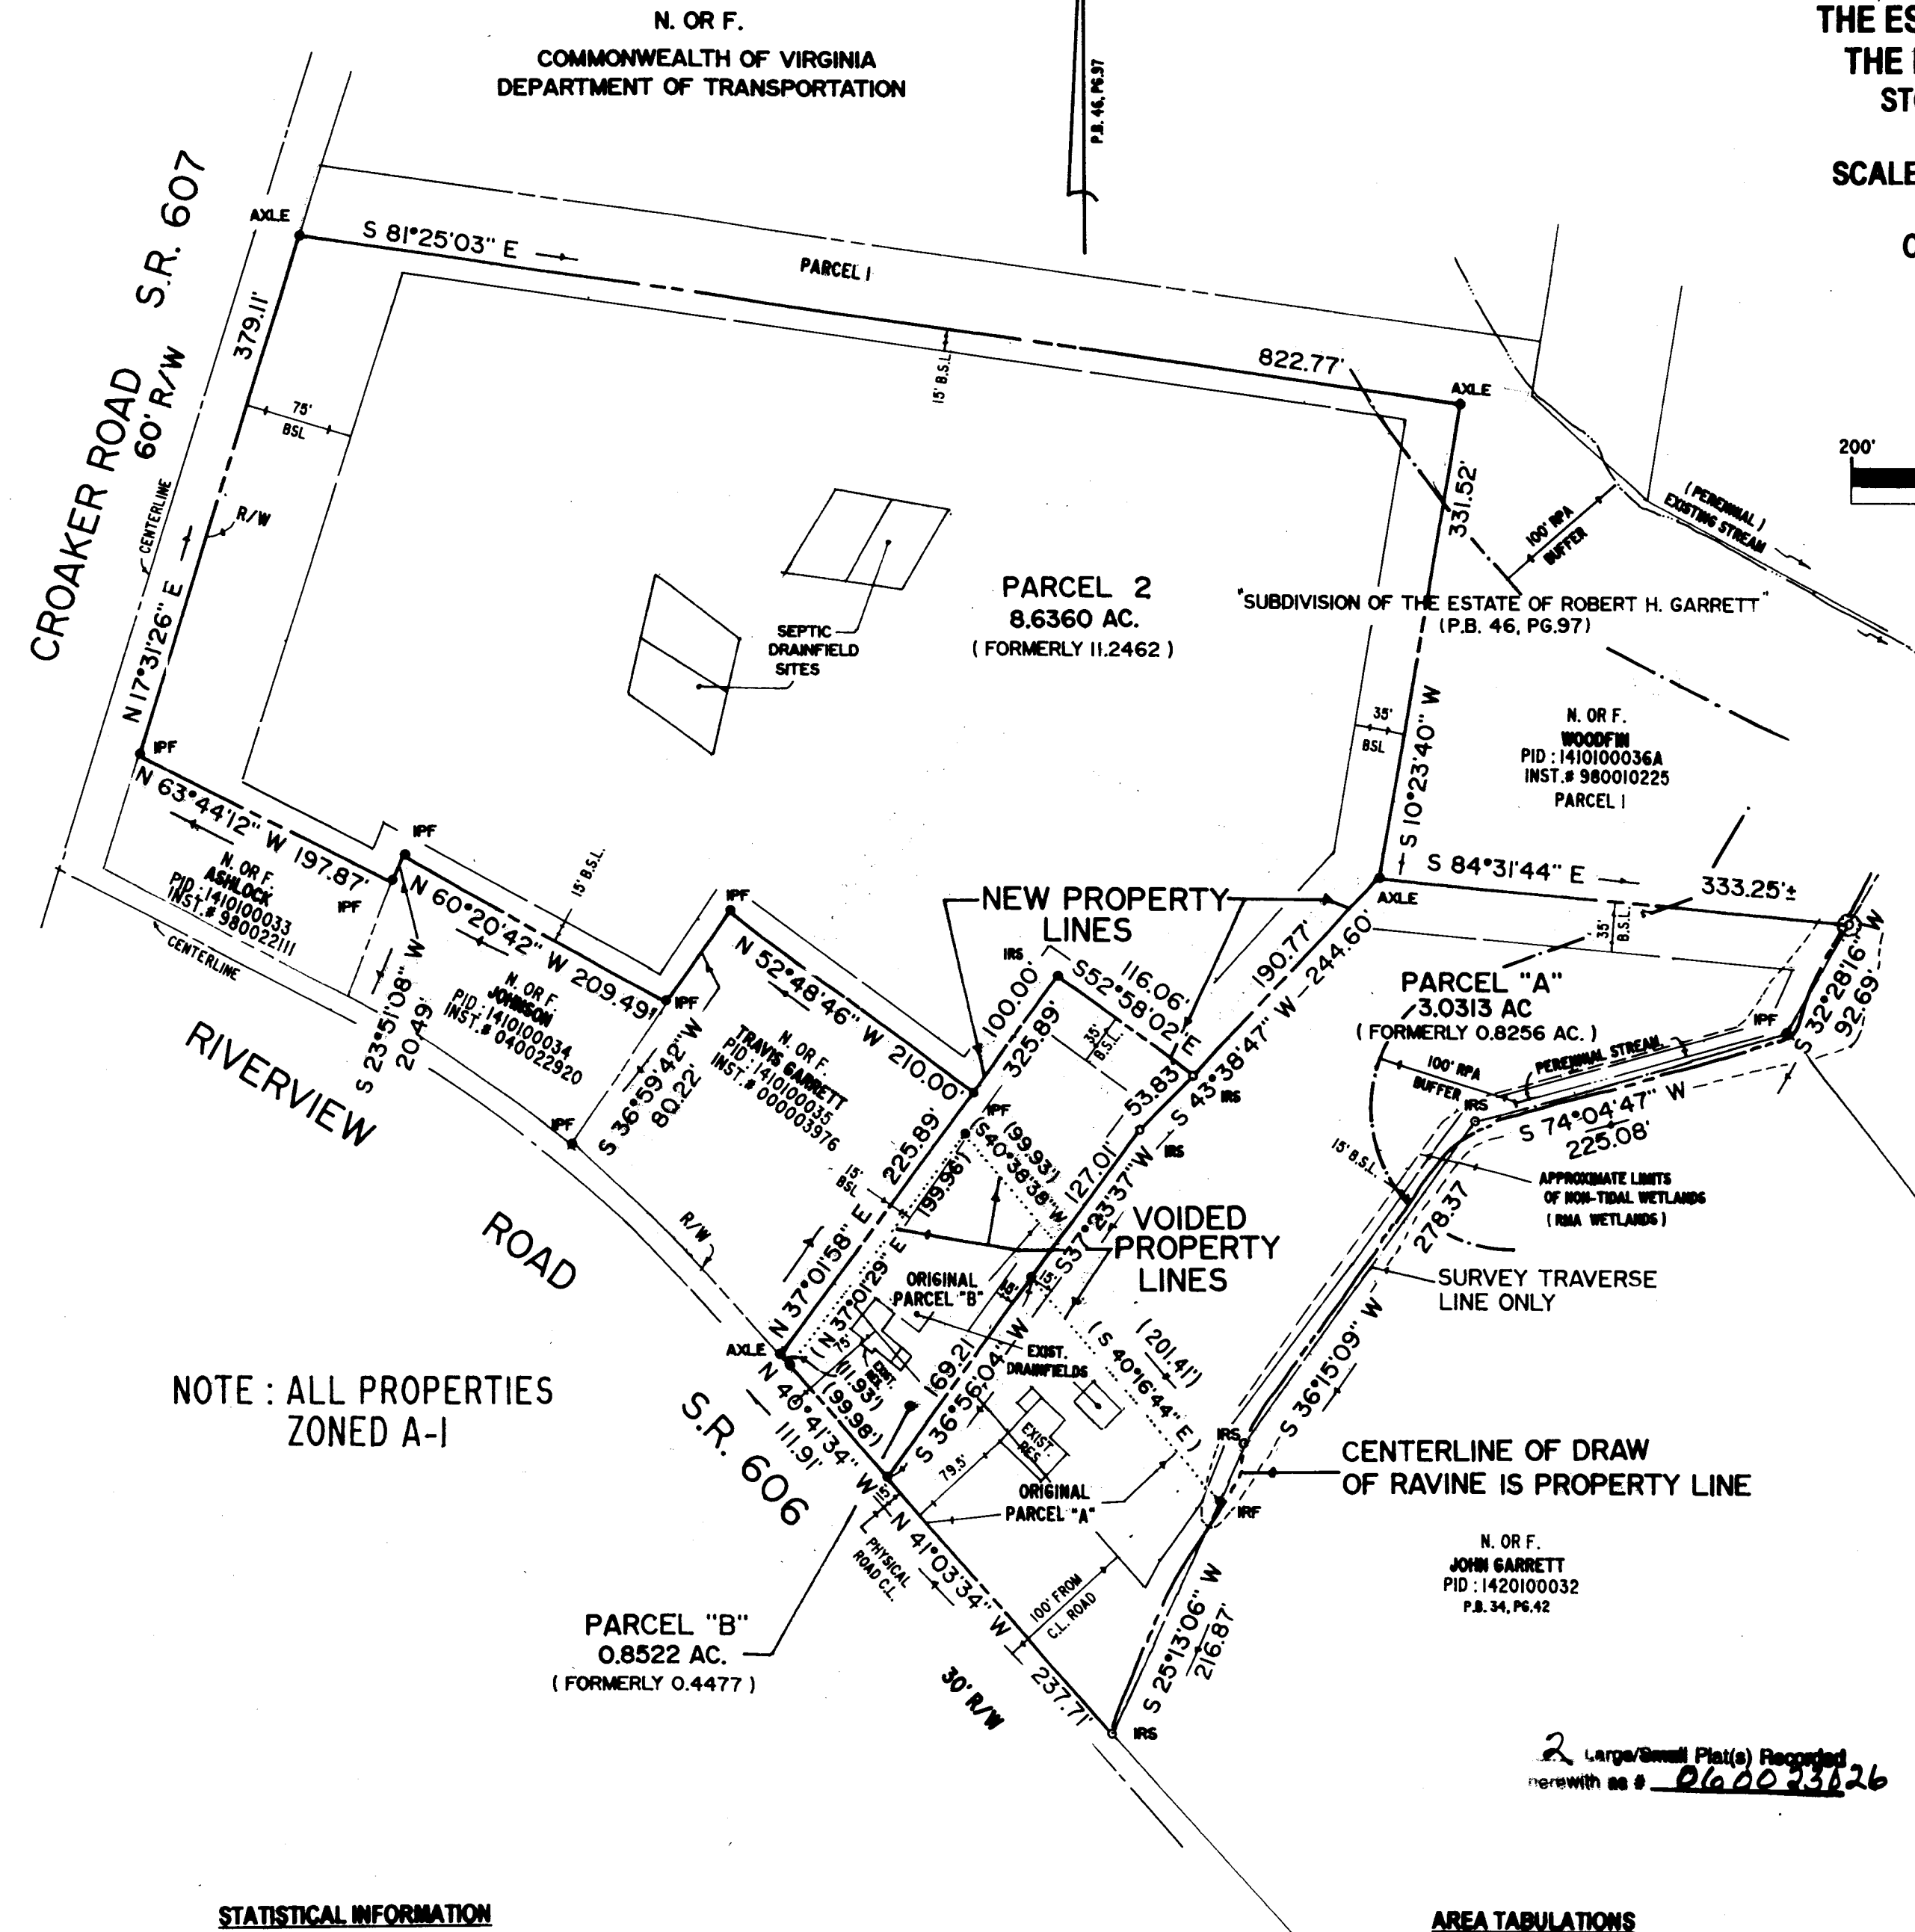 N. OR F.
COMMONWEALTH OF VIRGINIA
DEPARTMENT OF TRANSPORTATION
P.B. 46, PG.97
THE ES
THE
ST
SCALE
200'
CROAKER ROAD S.R. 607
60' R/W
CENTERLINE
R/W
AXLE
S 81°25'03" E
822.77'
AXLE
PARCEL 1
379.11'
N 17°31'26" E
75'
BSL
15' B.S.L.
331.52'
S 10°23'40" W
100' RPA
BUFFER
(PERENNIAL)
EXISTING STREAM
PARCEL 2
8.6360 AC.
( FORMERLY 11.2462 )
"SUBDIVISION OF THE ESTATE OF ROBERT H. GARRETT"
(P.B. 46, PG.97)
SEPTIC
DRAINFIELD
SITES
35'
BSL
N. OR F.
WOODFIN
PID : 1410100036A
INST.# 980010225
PARCEL 1
IPF
N 63°44'12" W 197.87'
N. OR F.
ASHLOCK
PID : 1410100033
INST.# 980022111
IPF
CENTERLINE
IPF
N 60°20'42" W 209.49'
15' B.S.L.
S 23°51'08" W
20.49'
N. OR F.
JOHNSON
PID : 1410100034
INST.# 040022920
IPF
IPF
IPF
S 36°59'42" W
80.22'
N 52°48'46" W 210.00'
N. OR F.
TRAVIS GARRETT
PID : 1410100035
INST.# 000003976
NEW PROPERTY
LINES
IRS
100.00'
325.89'
S52°58'02" E
116.06'
35'
B.S.L.
190.77'
S 43°38'47" W 244.60'
53.83'
IRS
IRS
AXLE
S 84°31'44" E
333.25'±
35'
B.S.L.
PARCEL "A"
3.0313 AC
( FORMERLY 0.8256 AC. )
S 32°28'16" W
92.69'
IPF
PERENNIAL STREAM
100' RPA
BUFFER
IRS
S 74°04'47" W
225.08'
15' B.S.L.
APPROXIMATE LIMITS
OF NON-TIDAL WETLANDS
( RMA WETLANDS )
278.37
S 36°15'09" W
SURVEY TRAVERSE
LINE ONLY
RIVERVIEW
ROAD
S.R. 606
R/W
IPF
225.89'
N 37°01'58" E
15'
BSL
(199.96')
( N 37°01'29" E
(99.93')
(S40°38'38" W
127.01'
S37°23'37" W
VOIDED
PROPERTY
LINES
ORIGINAL
PARCEL "B"
15'
15'
EXIST.
DRAINFIELDS
(201.41')
( S 40°16'44" E )
AXLE
75'
(11.93')
(99.98')
N 40°41'34" W
111.91'
EXIST.
RES.
169.21
S 36°56'04" W
79.5'
EXIST.
RES.
ORIGINAL
PARCEL "A"
IRS
IRF
CENTERLINE OF DRAW
OF RAVINE IS PROPERTY LINE
NOTE : ALL PROPERTIES
ZONED A-1
15'
PHYSICAL
ROAD C.L.
N 41°03'34" W
237.71'
100' FROM
C.L. ROAD
S 25°13'06" W
216.87'
IRS
30' R/W
N. OR F.
JOHN GARRETT
PID : 1420100032
P.B. 34, PG.42
PARCEL "B"
0.8522 AC.
( FORMERLY 0.4477 )
2 Large/Small Plat(s) Recorded
herewith as # 060023626
STATISTICAL INFORMATION
AREA TABULATIONS